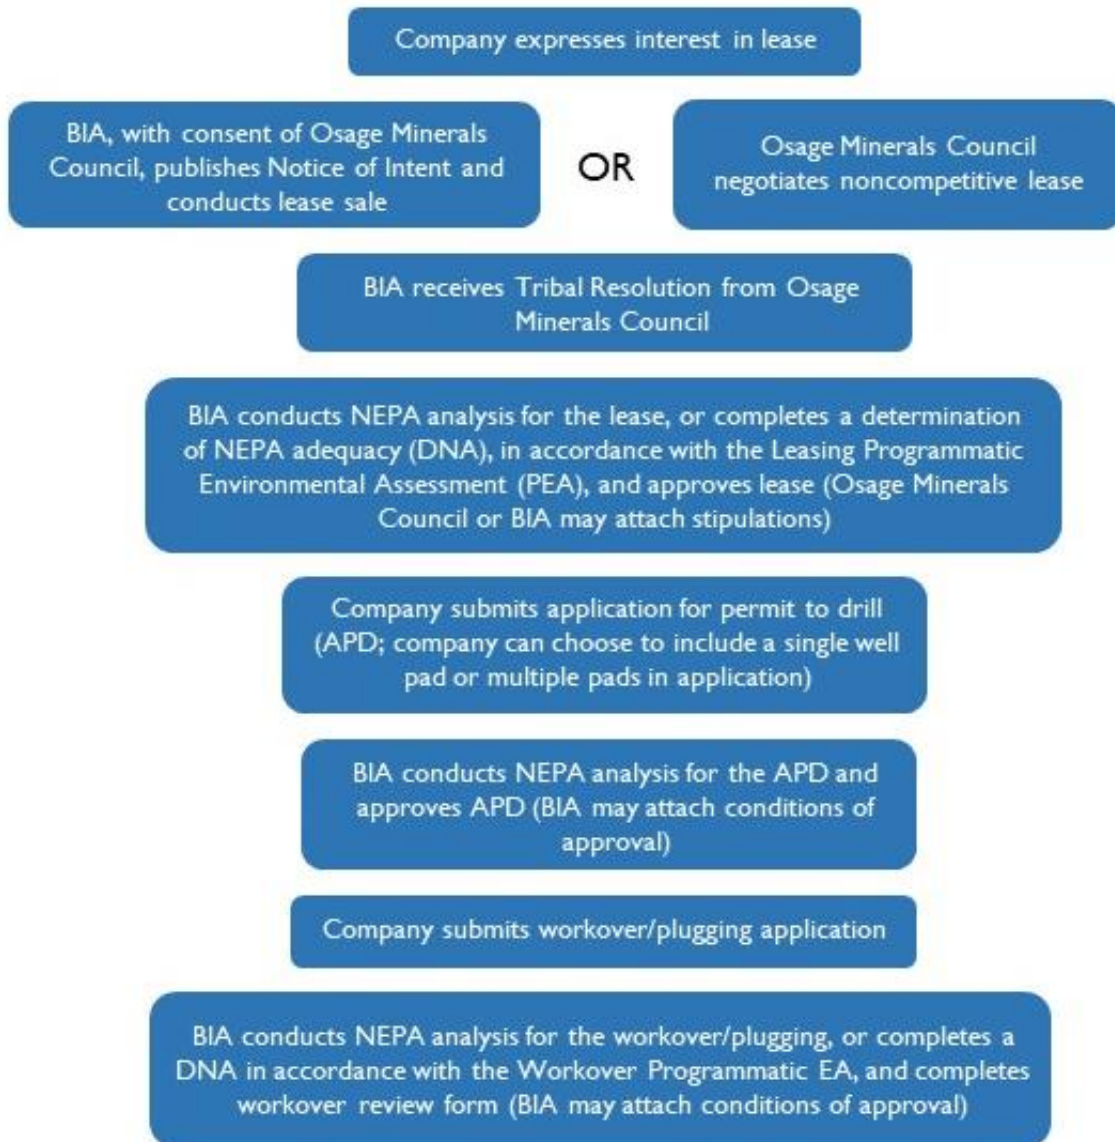 Company expresses interest in lease
BIA, with consent of Osage Minerals
Council, publishes Notice of Intent and
conducts lease sale
OR
Osage Minerals Council
negotiates noncompetitive lease
BIA receives Tribal Resolution from Osage
Minerals Council
BIA conducts NEPA analysis for the lease, or completes a determination
of NEPA adequacy (DNA), in accordance with the Leasing Programmatic
Environmental Assessment (PEA), and approves lease (Osage Minerals
Council or BIA may attach stipulations)
Company submits application for permit to drill
(APD; company can choose to include a single well
pad or multiple pads in application)
BIA conducts NEPA analysis for the APD and
approves APD (BIA may attach conditions of
approval)
Company submits workover/plugging application
BIA conducts NEPA analysis for the workover/plugging, or completes a
DNA in accordance with the Workover Programmatic EA, and completes
workover review form (BIA may attach conditions of approval)